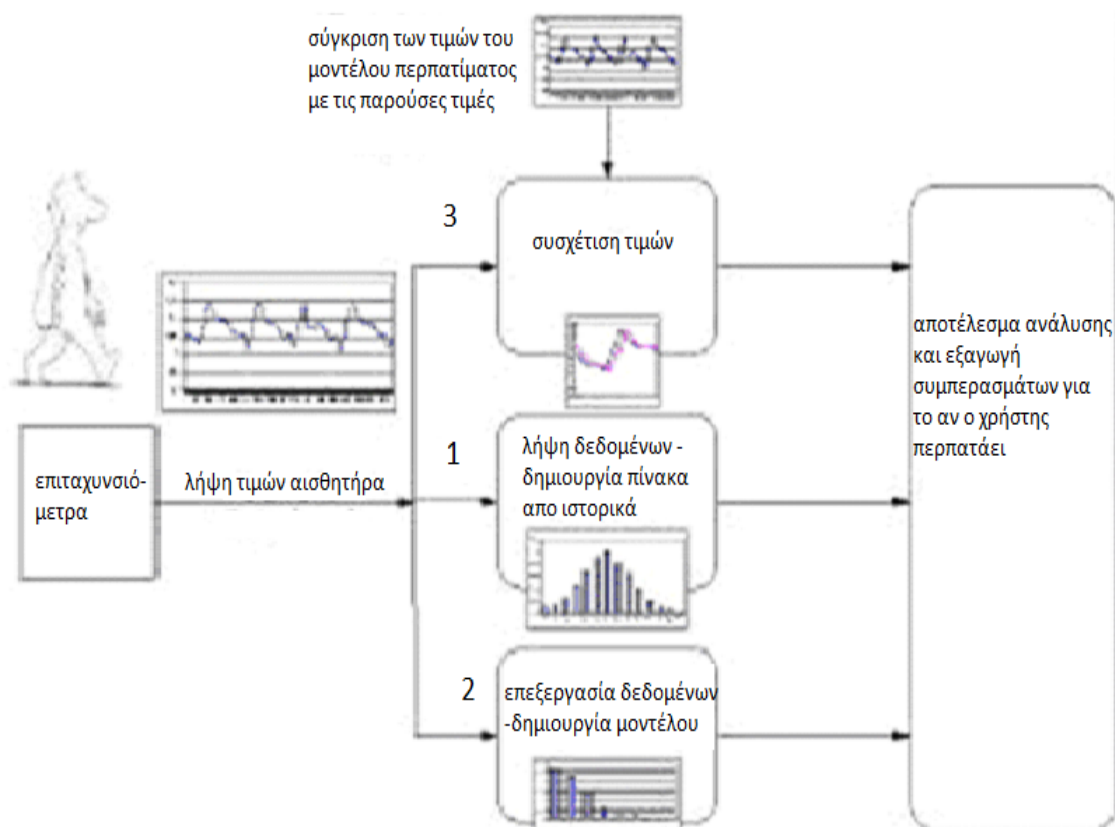 σύγκριση των τιμών του
μοντέλου περπατίματος
με τις παρούσες τιμές
3
συσχέτιση τιμών
επιταχυνσιό-
μετρα
λήψη τιμών αισθητήρα
1
λήψη δεδομένων -
δημιουργία πίνακα
απο ιστορικά
2
επεξεργασία δεδομένων
-δημιουργία μοντέλου
αποτέλεσμα ανάλυσης
και εξαγωγή
συμπερασμάτων για
το αν ο χρήστης
περπατάει